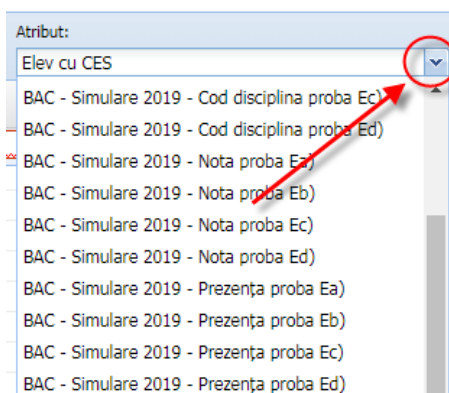 Atribut:
Elev cu CES
BAC - Simulare 2019 - Cod disciplina proba Ec)
BAC - Simulare 2019 - Cod disciplina proba Ed)
BAC - Simulare 2019 - Nota proba Ea)
BAC - Simulare 2019 - Nota proba Eb)
BAC - Simulare 2019 - Nota proba Ec)
BAC - Simulare 2019 - Nota proba Ed)
BAC - Simulare 2019 - Prezența proba Ea)
BAC - Simulare 2019 - Prezența proba Eb)
BAC - Simulare 2019 - Prezența proba Ec)
BAC - Simulare 2019 - Prezența proba Ed)